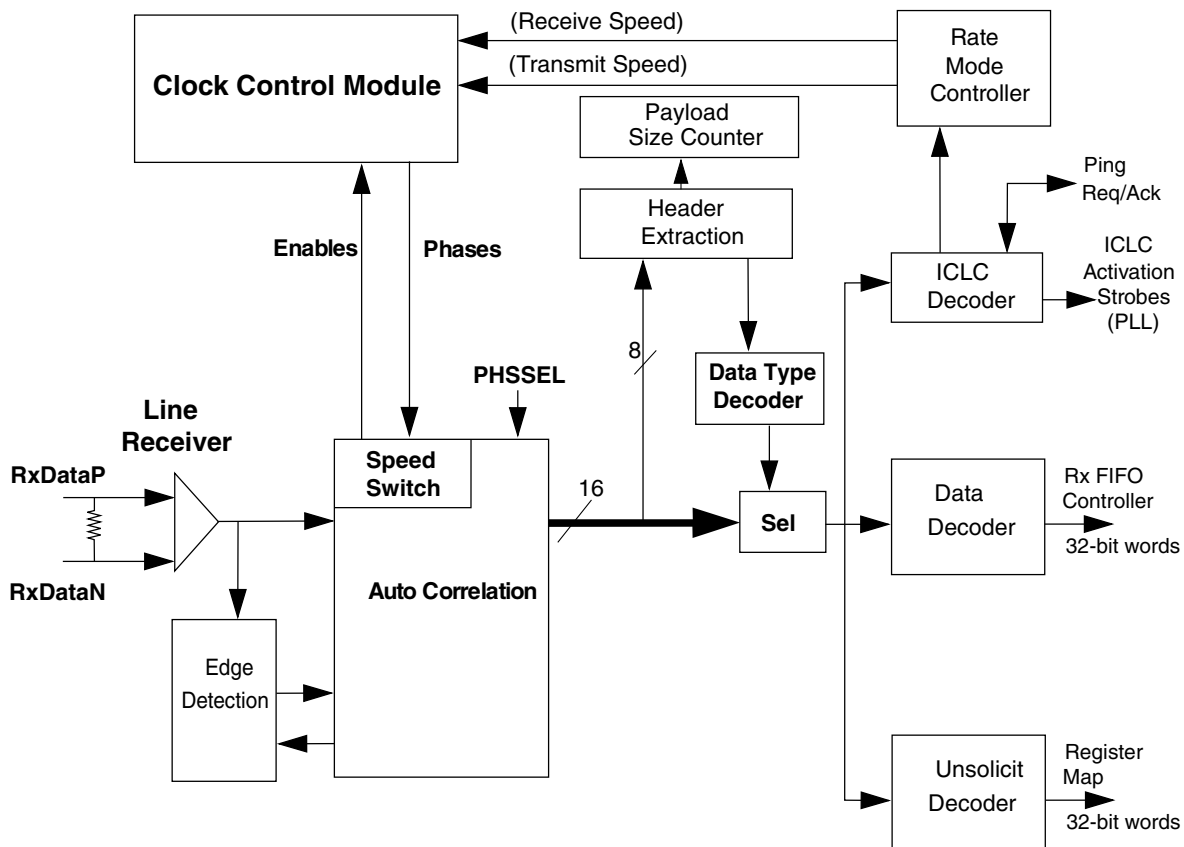 (Receive Speed)
(Transmit Speed)
Clock Control Module
Rate
Mode
Controller
Payload
Size Counter
Header
Extraction
Ping
Req/Ack
Enables
Phases
ICLC
Decoder
ICLC
Activation
Strobes
(PLL)
8
PHSSEL
Data Type
Decoder
Line
Receiver
RxDataP
RxDataN
Speed
Switch
16
Sel
Data
Decoder
Rx FIFO
Controller
32-bit words
Auto Correlation
Edge
Detection
Unsolicit
Decoder
Register
Map
32-bit words